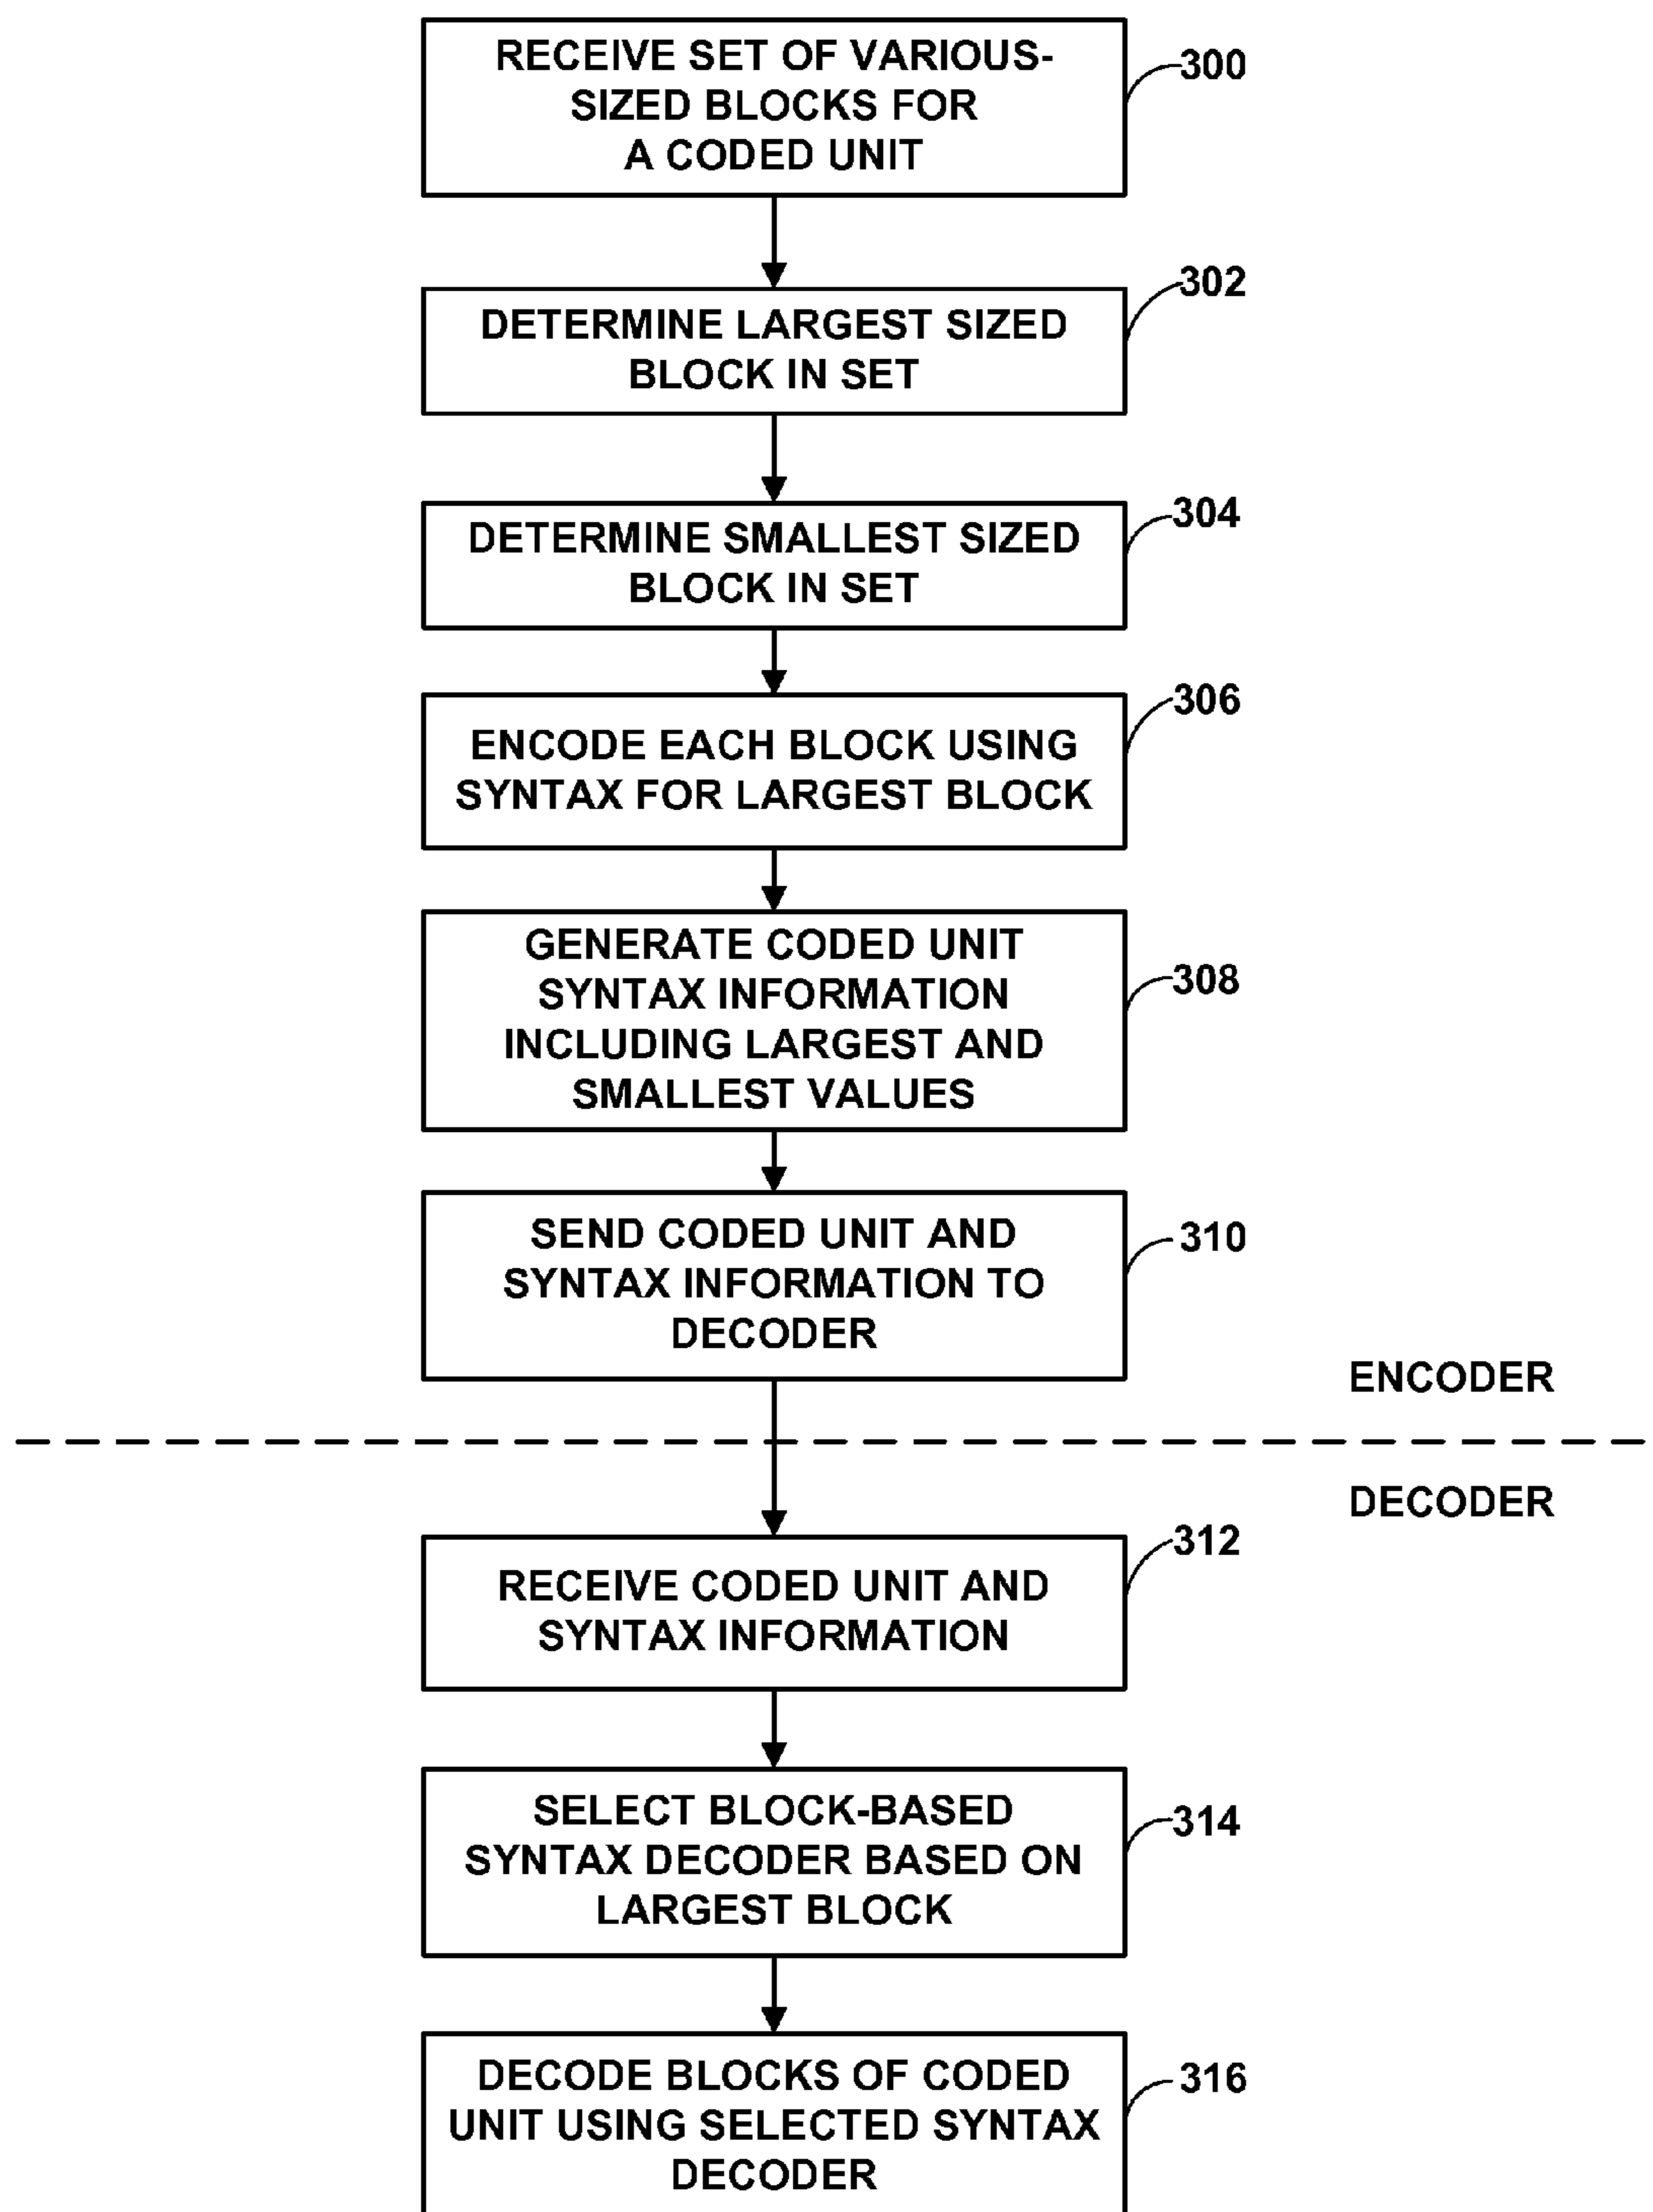 RECEIVE SET OF VARIOUS-
SIZED BLOCKS FOR
A CODED UNIT
300
DETERMINE LARGEST SIZED
BLOCK IN SET
302
DETERMINE SMALLEST SIZED
BLOCK IN SET
304
ENCODE EACH BLOCK USING
SYNTAX FOR LARGEST BLOCK
306
GENERATE CODED UNIT
SYNTAX INFORMATION
INCLUDING LARGEST AND
SMALLEST VALUES
308
SEND CODED UNIT AND
SYNTAX INFORMATION TO
DECODER
310
ENCODER
DECODER
RECEIVE CODED UNIT AND
SYNTAX INFORMATION
312
SELECT BLOCK-BASED
SYNTAX DECODER BASED ON
LARGEST BLOCK
314
DECODE BLOCKS OF CODED
UNIT USING SELECTED SYNTAX
DECODER
316